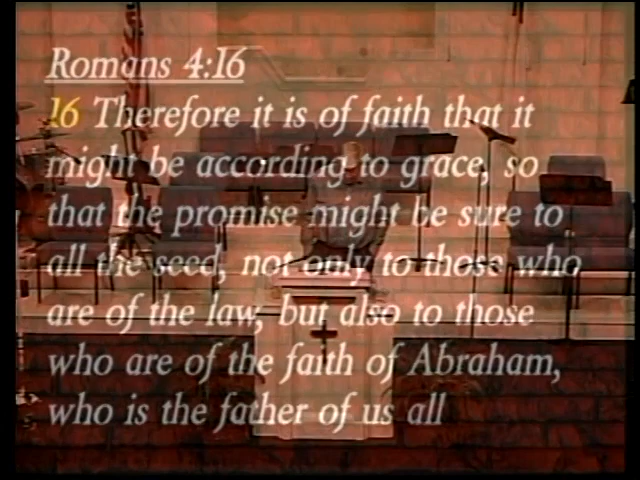 Romans 4:16
16 Therefore it is of faith that it
might be according to grace, so
that the promise might be sure to
all the seed, not only to those who
are of the law, but also to those
who are of the faith of Abraham,
who is the father of us all